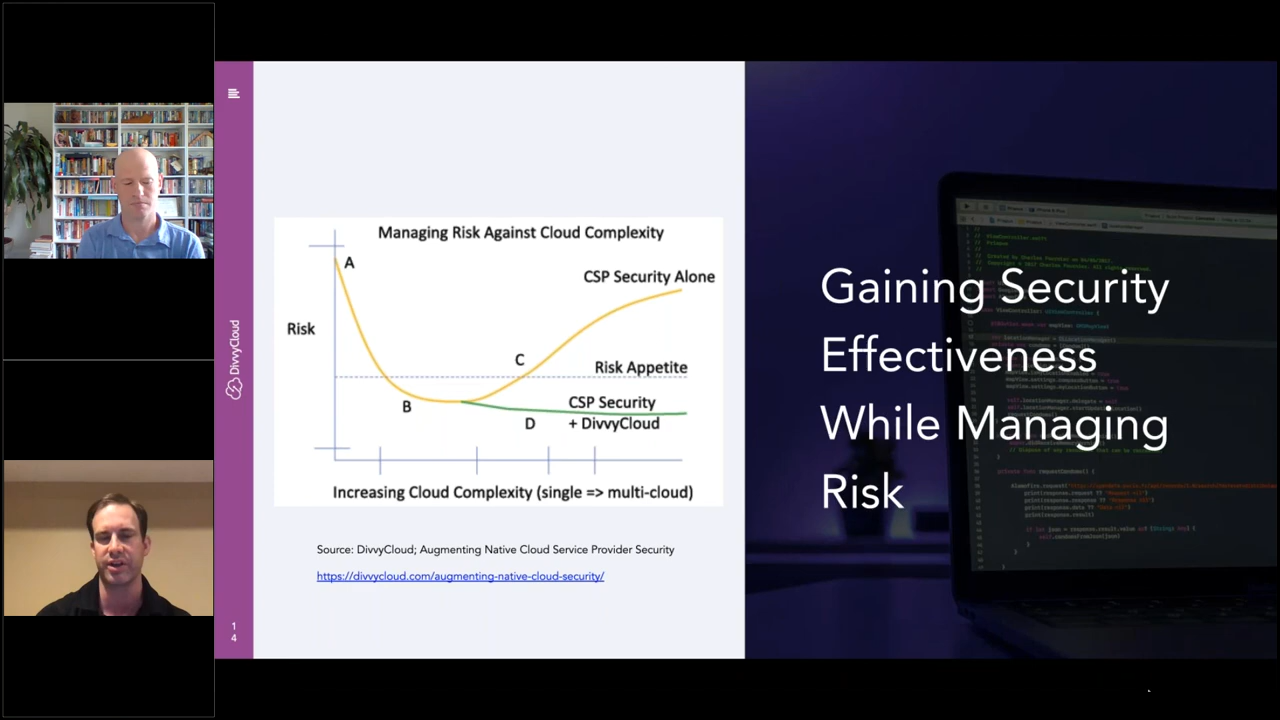 DivvyCloud
1
4
Managing Risk Against Cloud Complexity
A
CSP Security Alone
Risk
C
Risk Appetite
B
CSP Security
D
+ DivvyCloud
Increasing Cloud Complexity (single => multi-cloud)
Source: DivvyCloud; Augmenting Native Cloud Service Provider Security
https://divvycloud.com/augmenting-native-cloud-security/
Gaining Security
Effectiveness
While Managing
Risk